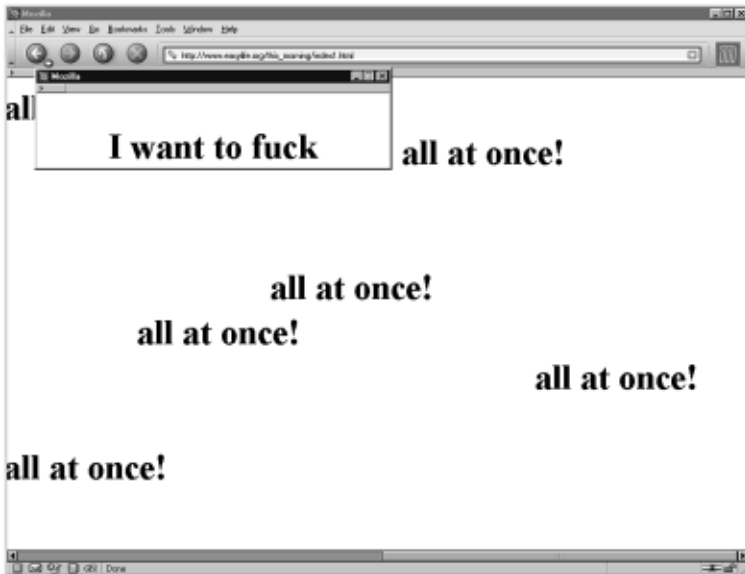 Mozilla
File Edit View Go Bookmarks Tools Window Help
Mozilla
all
I want to fuck
all at once!
all at once!
all at once!
all at once!
all at once!
Done